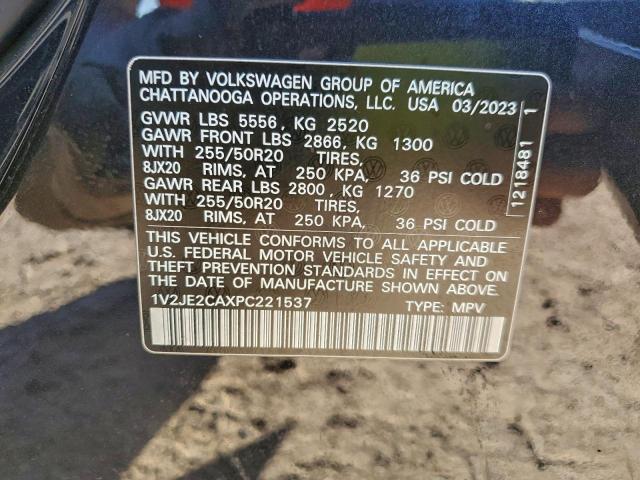 MFD BY VOLKSWAGEN GROUP OF AMERICA
CHATTANOOGA OPERATIONS, LLC. USA 03/2023
GVWR LBS 5556, KG 2520
GAWR FRONT LBS 2866, KG 1300
WITH 255/50R20 TIRES,
8JX20 RIMS, AT 250 KPA, 36 PSI COLD
GAWR REAR LBS 2800, KG 1270
WITH 255/50R20 TIRES,
8JX20 RIMS, AT 250 KPA, 36 PSI COLD
THIS VEHICLE CONFORMS TO ALL APPLICABLE
U.S. FEDERAL MOTOR VEHICLE SAFETY AND
THEFT PREVENTION STANDARDS IN EFFECT ON
THE DATE OF MANUFACTURE SHOWN ABOVE.
1V2JE2CAXPC221537 TYPE: MPV
1218481 1